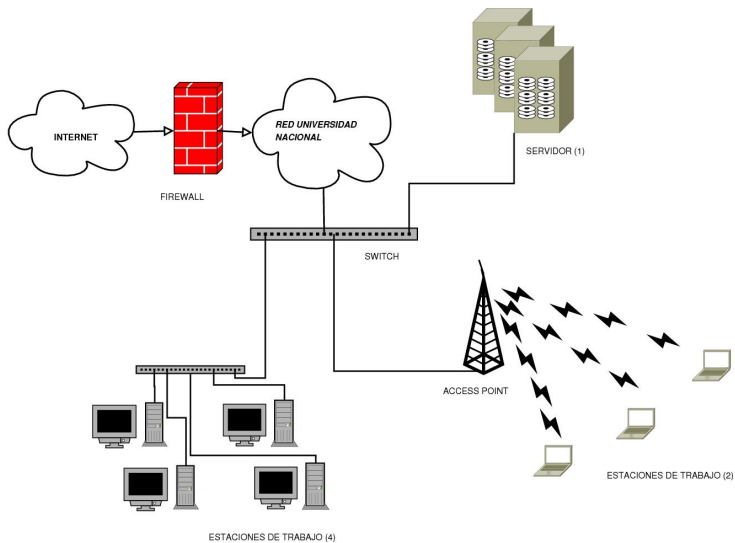 INTERNET
FIREWALL
RED UNIVERSIDAD
NACIONAL
SERVIDOR (1)
SWITCH
ACCESS POINT
ESTACIONES DE TRABAJO (2)
ESTACIONES DE TRABAJO (4)